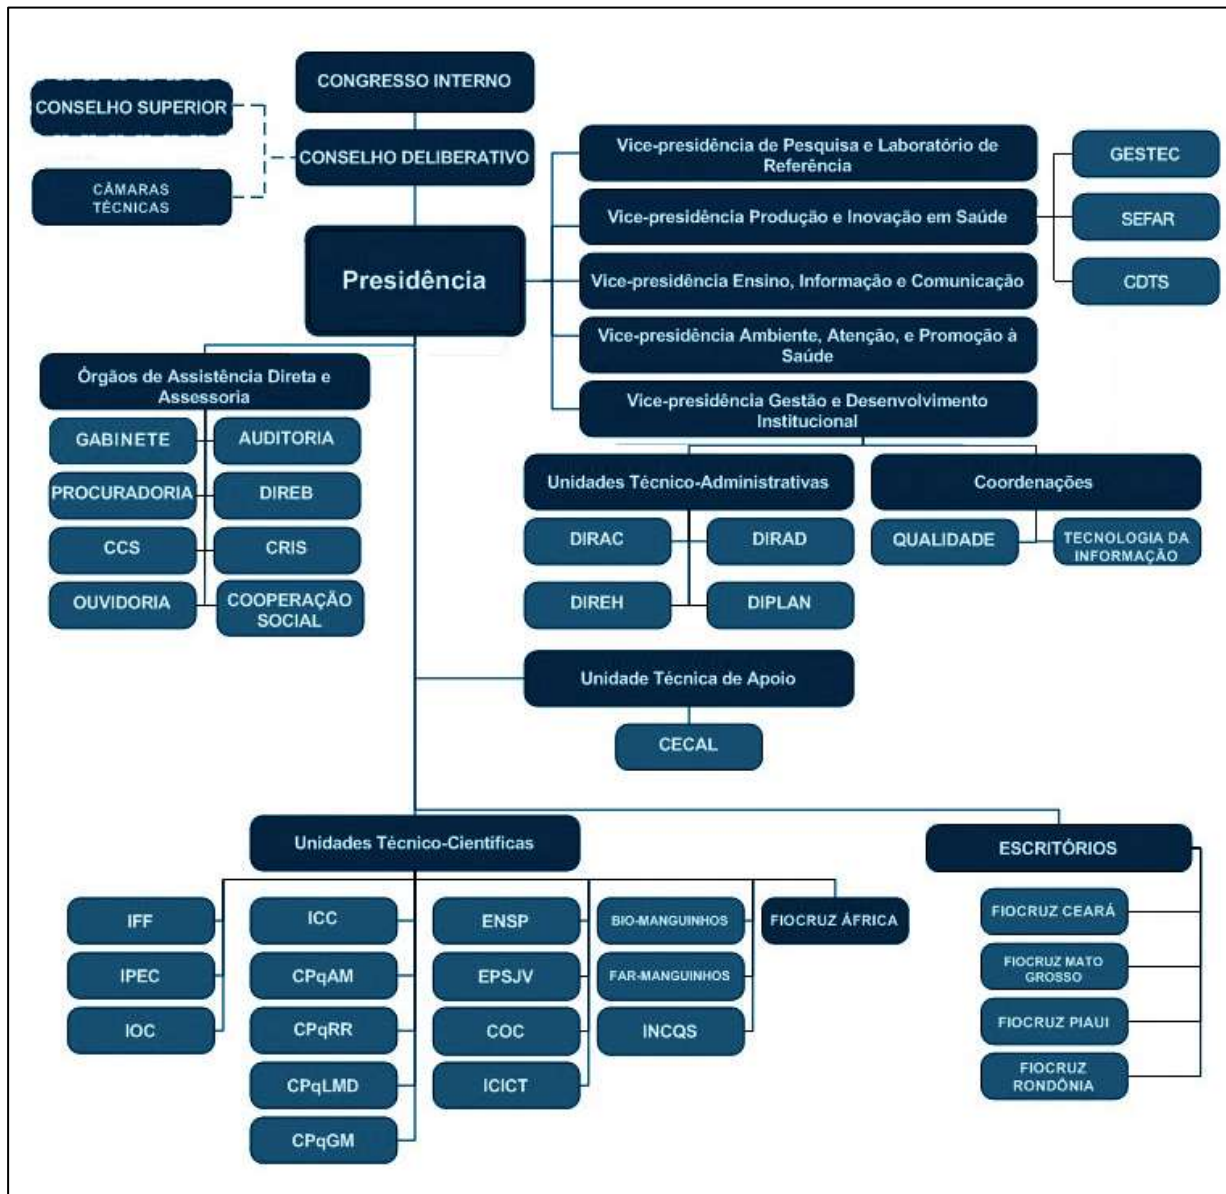 CONGRESSO INTERNO
CONSELHO SUPERIOR
CONSELHO DELIBERATIVO
CÂMARAS
TÉCNICAS
Vice-presidência de Pesquisa e Laboratório de
Referência
GESTEC
Vice-presidência Produção e Inovação em Saúde
SEFAR
Presidência
Vice-presidência Ensino, Informação e Comunicação
CDTS
Vice-presidência Ambiente, Atenção, e Promoção à
Saúde
Vice-presidência Gestão e Desenvolvimento
Institucional
Órgãos de Assistência Direta e
Assessoria
GABINETE
AUDITORIA
PROCURADORIA
DIREB
CCS
CRIS
OUVIDORIA
COOPERAÇÃO
SOCIAL
Unidades Técnico-Administrativas
DIRAC
DIRAD
DIREH
DIPLAN
Coordenações
QUALIDADE
TECNOLOGIA DA
INFORMAÇÃO
Unidade Técnica de Apoio
CECAL
Unidades Técnico-Científicas
IFF
IPEC
IOC
ICC
CPqAM
CPqRR
CPqLMD
CPqGM
ENSP
EPSJV
COC
ICICT
BIO-MANGUINHOS
FAR-MANGUINHOS
INCQS
FIOCRUZ ÁFRICA
ESCRITÓRIOS
FIOCRUZ CEARÁ
FIOCRUZ MATO
GROSSO
FIOCRUZ PIAUI
FIOCRUZ
RONDÔNIA